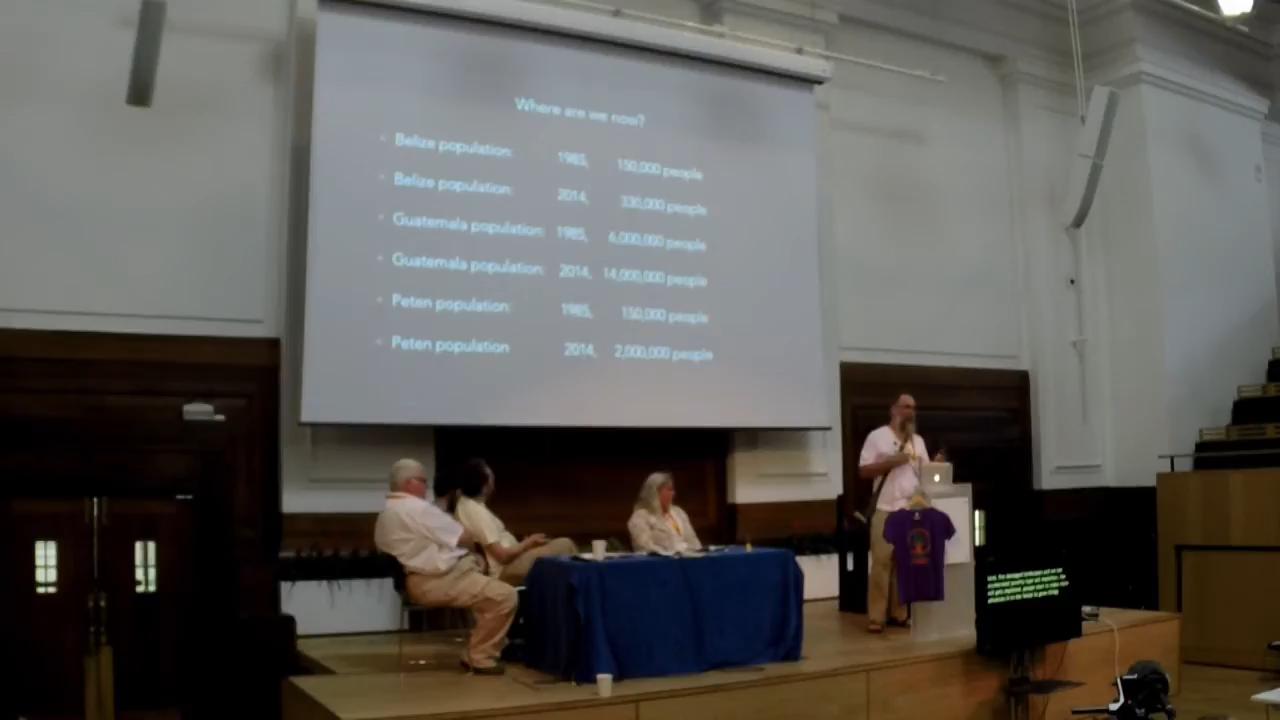 Where are we now?
• Belize population: 1985, 150,000 people
• Belize population: 2014, 330,000 people
• Guatemala population: 1985, 6,000,000 people
• Guatemala population: 2014, 14,000,000 people
• Peten population: 1985, 150,000 people
• Peten population 2014, 2,000,000 people